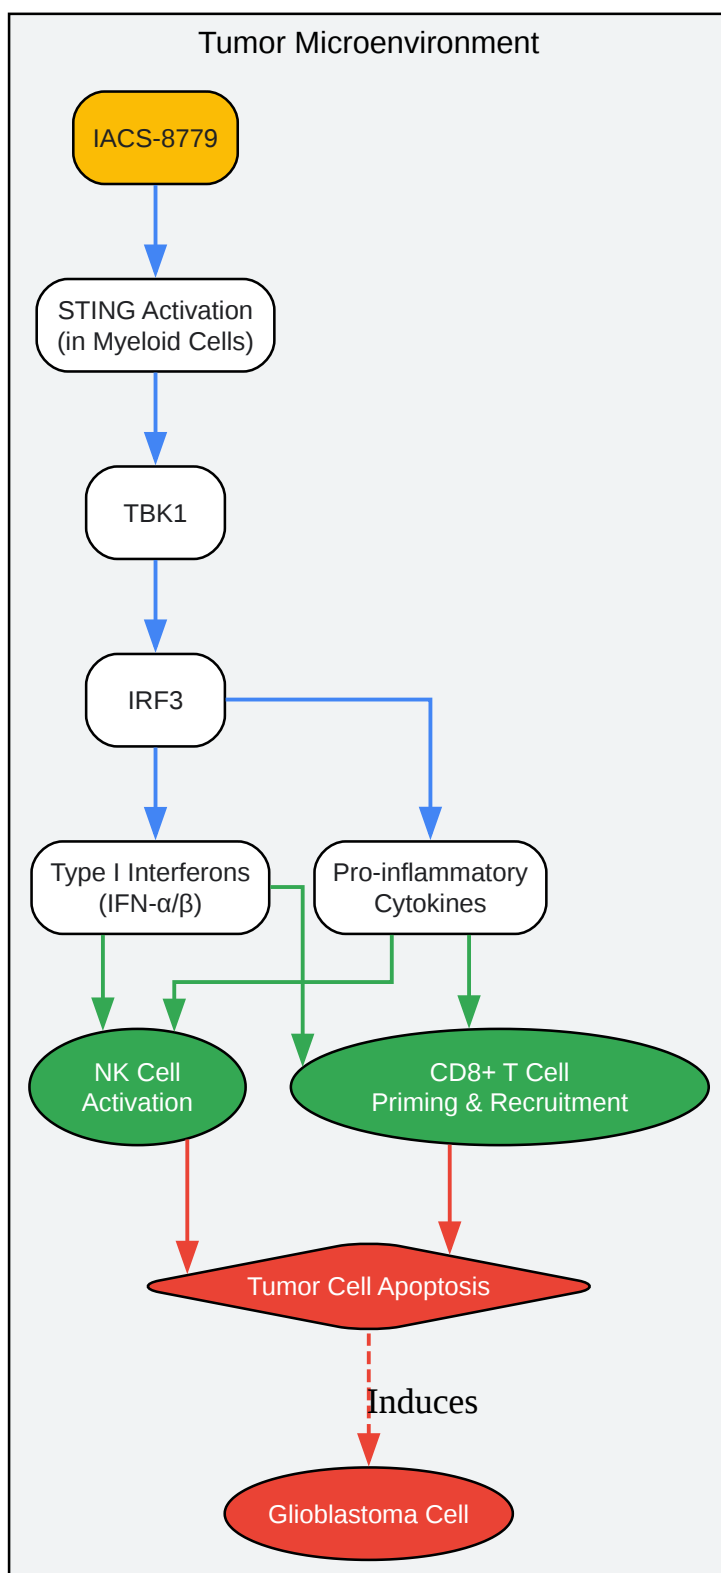 Tumor Microenvironment
IACS-8779
STING Activation
(in Myeloid Cells)
TBK1
IRF3
Type I Interferons
(IFN-α/β)
Pro-inflammatory
Cytokines
NK Cell
Activation
CD8+ T Cell
Priming & Recruitment
Tumor Cell Apoptosis
Induces
Glioblastoma Cell